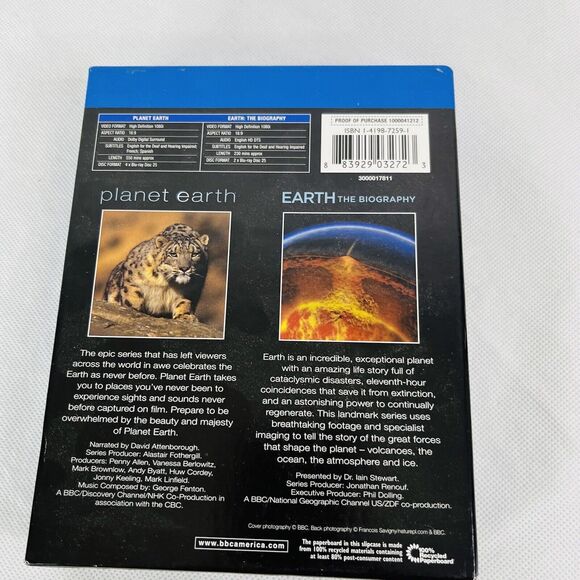 PLANET EARTH
VIDEO FORMAT High Definition 1080i
ASPECT RATIO 16:9
AUDIO Dolby Digital Surround
SUBTITLES English for the Deaf and Hearing Impaired;
French; Spanish
LENGTH 550 mins approx
DISC FORMAT 4 x Blu-ray Disc 25
EARTH: THE BIOGRAPHY
VIDEO FORMAT High Definition 1080i
ASPECT RATIO 16:9
AUDIO English HD DTS
SUBTITLES English for the Deaf and Hearing Impaired
LENGTH 230 mins approx
DISC FORMAT 2 x Blu-ray Disc 25
PROOF OF PURCHASE 1000041212
ISBN 1-4198-7259-1
8 83929 03272 3
3000017811
planet earth
The epic series that has left viewers
across the world in awe celebrates the
Earth as never before. Planet Earth takes
you to places you've never been to
experience sights and sounds never
before captured on film. Prepare to be
overwhelmed by the beauty and majesty
of Planet Earth.
Narrated by David Attenborough.
Series Producer: Alastair Fothergill.
Producers: Penny Allen, Vanessa Berlowitz,
Mark Brownlow, Andy Byatt, Huw Cordey,
Jonny Keeling, Mark Linfield.
Music Composed by: George Fenton.
A BBC/Discovery Channel/NHK Co-Production in
association with the CBC.
EARTH THE BIOGRAPHY
Earth is an incredible, exceptional planet
with an amazing life story full of
cataclysmic disasters, eleventh-hour
coincidences that save it from extinction,
and an astonishing power to continually
regenerate. This landmark series uses
breathtaking footage and specialist
imaging to tell the story of the great forces
that shape the planet – volcanoes, the
ocean, the atmosphere and ice.
Presented by Dr. Iain Stewart.
Series Producer: Jonathan Renouf.
Executive Producer: Phil Dolling.
A BBC/National Geographic Channel US/ZDF co-production.
Cover photography © BBC. Back photography © Francois Savigny/naturepl.com & BBC.
www.bbcamerica.com
The paperboard in this slipcase is made
from 100% recycled materials containing
at least 80% post-consumer content
100%
Recycled
Paperboard